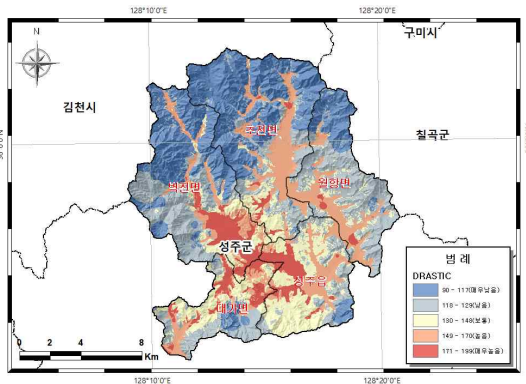 128°10'0"E
128°20'0"E
N
구미시
김천시
칠곡군
초전면
월항면
벽진면
성주군
성주읍
대가면
범 례
DRASTIC
90 - 117(매우낮음)
118 - 129(낮음)
130 - 148(보통)
149 - 170(높음)
171 - 199(매우높음)
0 2 4 6 8
Km
128°10'0"E
128°20'0"E